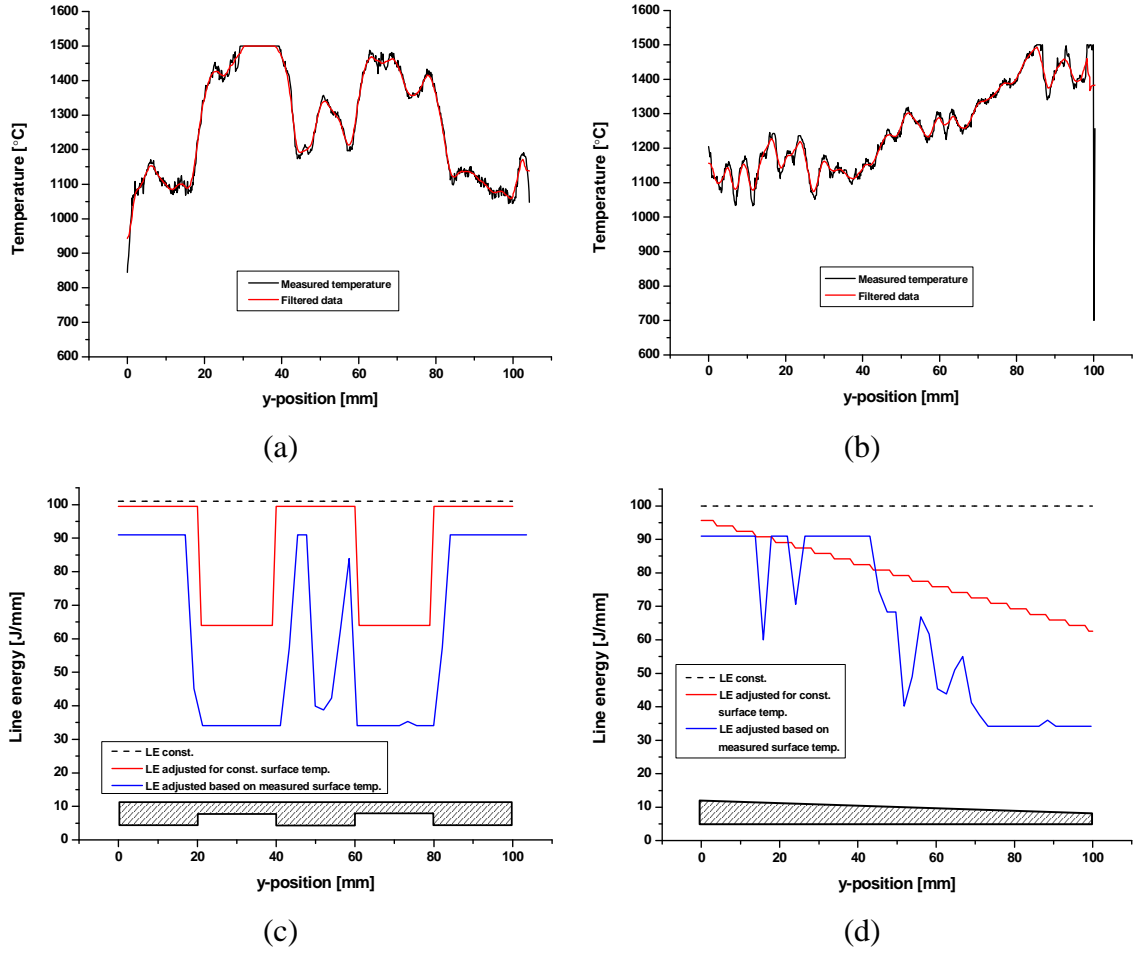 1500
1400
1300
1200
1100
1000
900
800
700
600
Temperature [°C]
Measured temperature
Filtered data
0 20 40 60 80 100
y-position [mm]
(a)
1500
1400
1300
1200
1100
1000
900
800
700
600
Temperature [°C]
Measured temperature
Filtered data
0 20 40 60 80 100
y-position [mm]
(b)
100
90
80
70
60
50
40
30
20
10
0
Line energy [J/mm]
LE const.
LE adjusted for const. surface temp.
LE adjusted based on measured surface temp.
0 20 40 60 80 100
y-position [mm]
(c)
100
90
80
70
60
50
40
30
20
10
0
Line energy [J/mm]
LE const.
LE adjusted for const.
surface temp.
LE adjusted based on
measured surface temp.
0 20 40 60 80 100
y-position [mm]
(d)